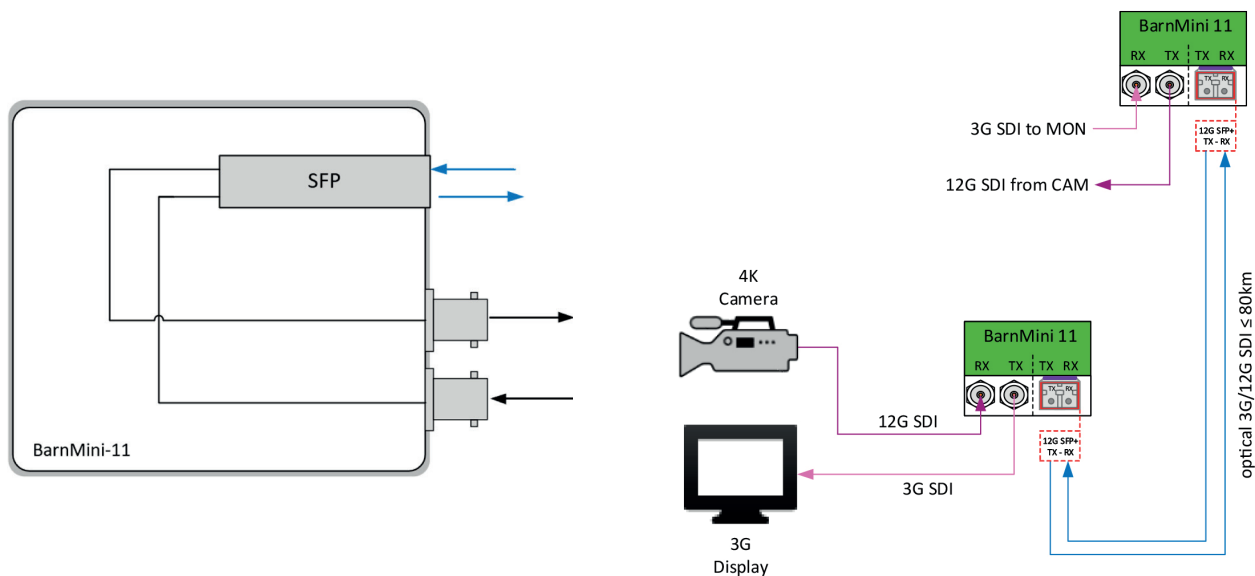 SFP
BarnMini-11
BarnMini 11
RX TX TX RX
TX RX
3G SDI to MON
12G SFP+
TX - RX
12G SDI from CAM
optical 3G/12G SDI ≤ 80km
4K
Camera
BarnMini 11
RX TX TX RX
TX RX
12G SDI
12G SFP+
TX - RX
3G SDI
3G
Display